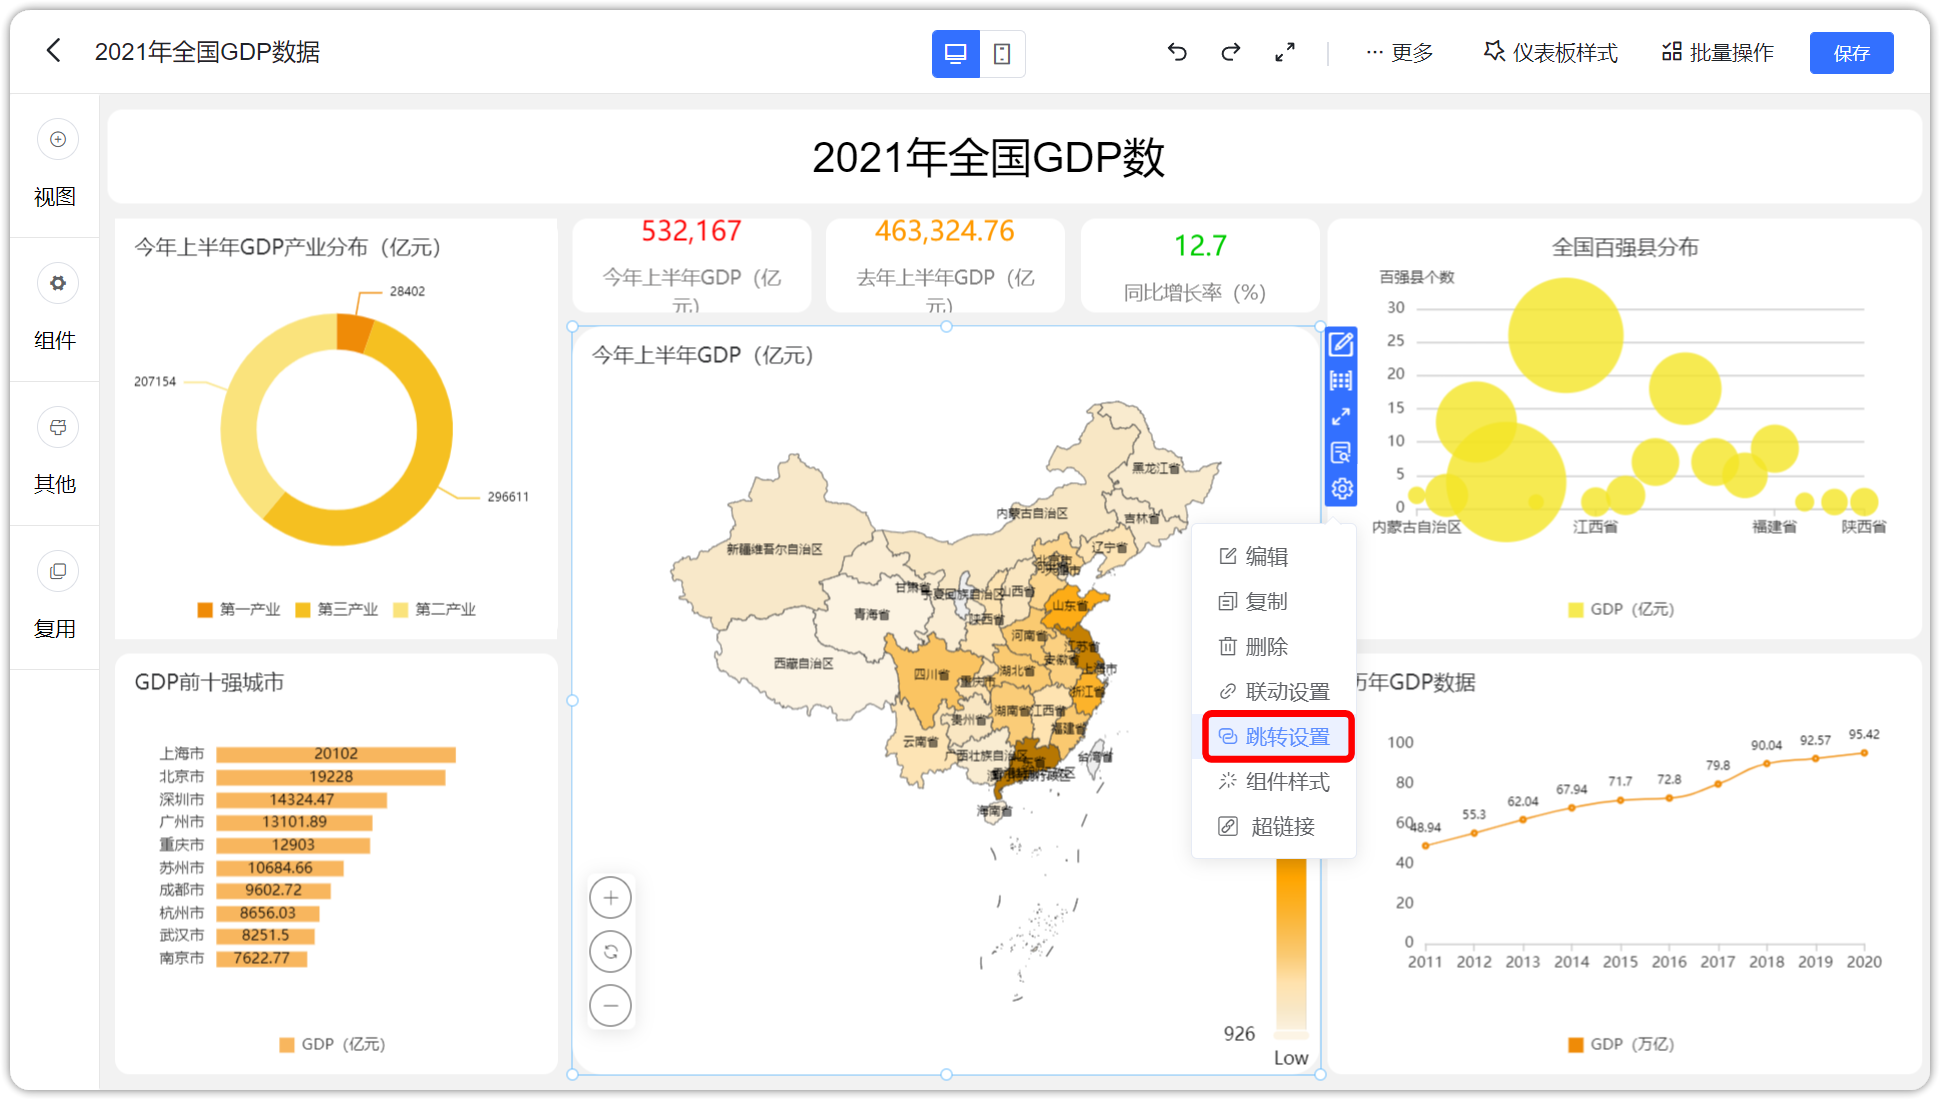 2021年全国GDP数据
更多
仪表板样式
批量操作
保存
视图
组件
其他
复用
2021年全国GDP数
今年上半年GDP产业分布（亿元）
28402
207154
296611
第一产业
第三产业
第二产业
532,167
今年上半年GDP（亿
元）
463,324.76
去年上半年GDP（亿
元）
12.7
同比增长率（%）
全国百强县分布
百强县个数
30
25
20
15
10
5
0
内蒙古自治区
江西省
福建省
陕西省
GDP（亿元）
今年上半年GDP（亿元）
黑龙江省
内蒙古自治区
吉林省
新疆维吾尔自治区
辽宁省
北京市
甘肃省
宁夏回族自治区
山西省
山东省
青海省
陕西省
河南省
江苏省
西藏自治区
四川省
湖北省
安徽省
上海市
重庆市
浙江省
湖南省
江西省
贵州省
福建省
云南省
广西壮族自治区
台湾省
海南省
926
Low
编辑
复制
删除
联动设置
跳转设置
组件样式
超链接
GDP前十强城市
上海市 20102
北京市 19228
深圳市 14324.47
广州市 13101.89
重庆市 12903
苏州市 10684.66
成都市 9602.72
杭州市 8656.03
武汉市 8251.5
南京市 7622.77
GDP（亿元）
历年GDP数据
100
80
60
40
20
0
48.94
55.3
62.04
67.94
71.7
72.8
79.8
90.04
92.57
95.42
2011
2012
2013
2014
2015
2016
2017
2018
2019
2020
GDP（万亿）